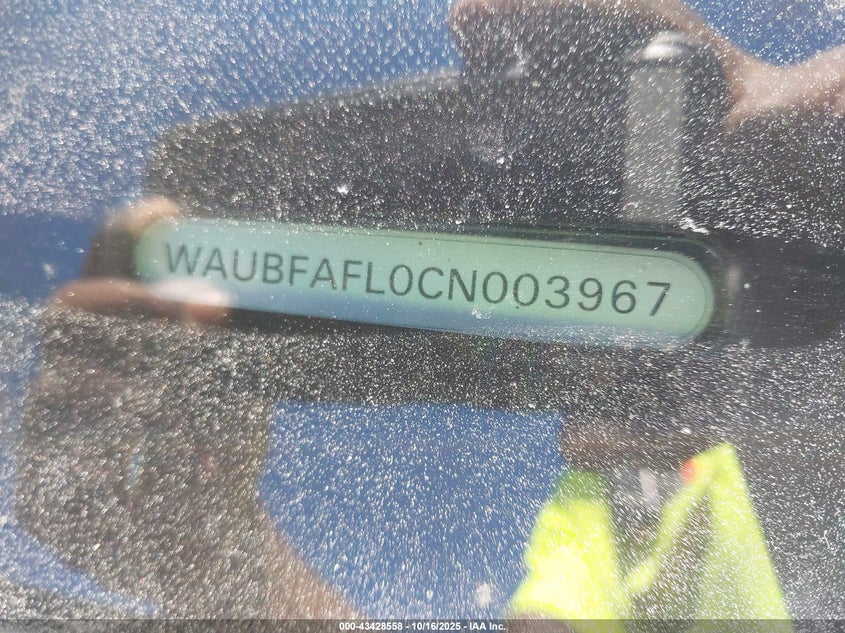 WAUBFAFL0CN003967
000-43428558 - 10/16/2025 - IAA Inc.